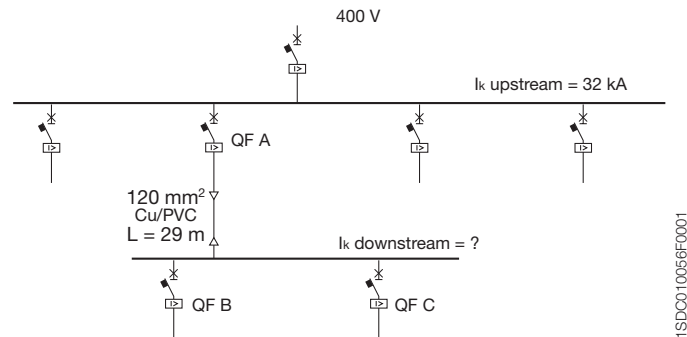 400 V
I>
Ik upstream = 32 kA
I>
I>
QF A
I>
I>
120 mm²
Cu/PVC
L = 29 m
Ik downstream = ?
I>
QF B
I>
QF C
1SDC010056F0001